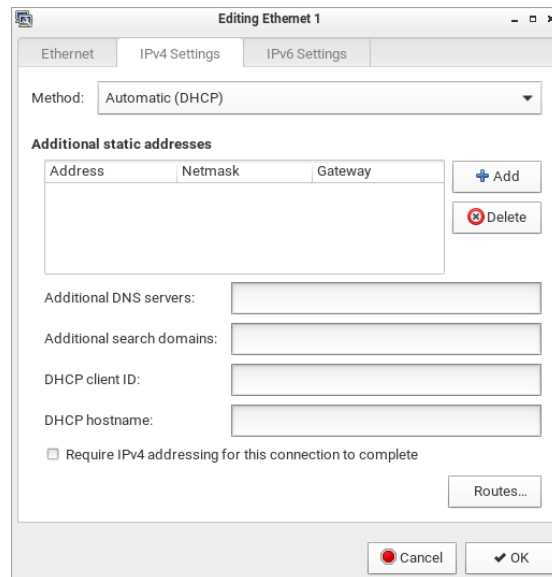 Editing Ethernet 1
Ethernet IPv4 Settings IPv6 Settings
Method: Automatic (DHCP)
Additional static addresses
Address Netmask Gateway
Add
Delete
Additional DNS servers:
Additional search domains:
DHCP client ID:
DHCP hostname:
Require IPv4 addressing for this connection to complete
Routes...
Cancel OK